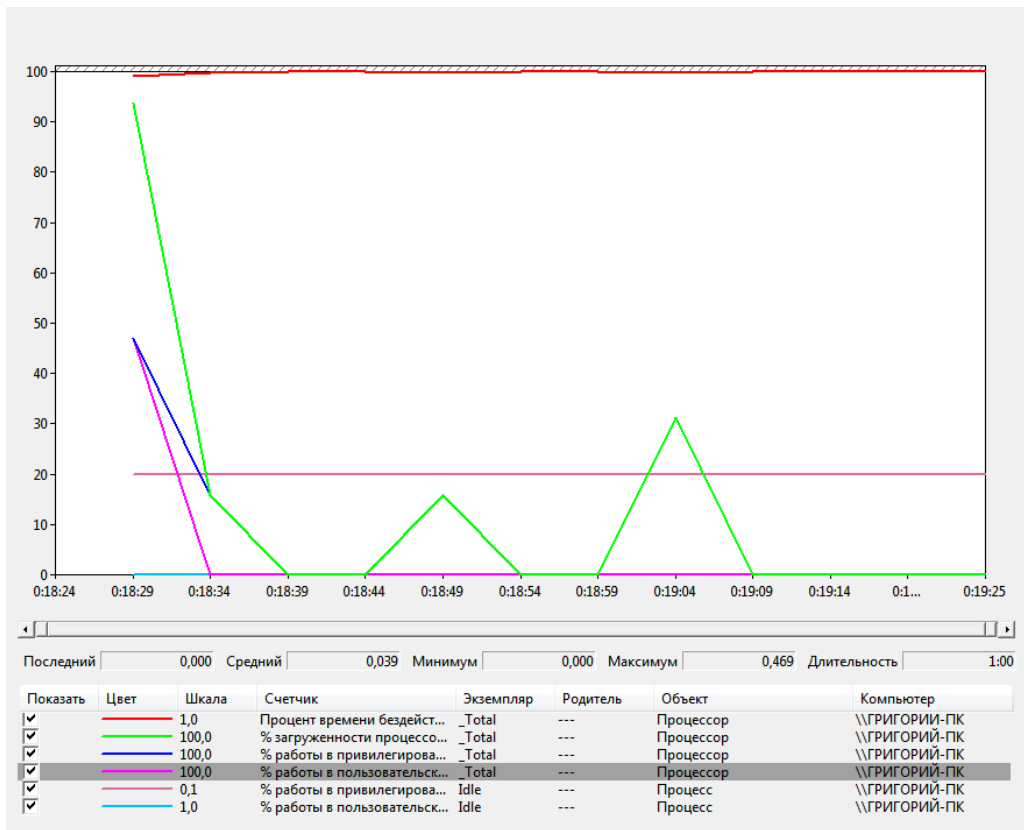 100
90
80
70
60
50
40
30
20
10
0
0:18:24 0:18:29 0:18:34 0:18:39 0:18:44 0:18:49 0:18:54 0:18:59 0:19:04 0:19:09 0:19:14 0:1... 0:19:25
Последний 0,000 Средний 0,039 Минимум 0,000 Максимум 0,469 Длительность 1:00
Показать Цвет Шкала Счетчик Экземпляр Родитель Объект Компьютер
1,0 Процент времени бездейст... _Total --- Процессор \\ГРИГОРИЙ-ПК
100,0 % загруженности процессо... _Total --- Процессор \\ГРИГОРИЙ-ПК
100,0 % работы в привилегирова... _Total --- Процессор \\ГРИГОРИЙ-ПК
100,0 % работы в пользовательск... _Total --- Процессор \\ГРИГОРИЙ-ПК
0,1 % работы в привилегирова... Idle --- Процесс \\ГРИГОРИЙ-ПК
1,0 % работы в пользовательск... Idle --- Процесс \\ГРИГОРИЙ-ПК